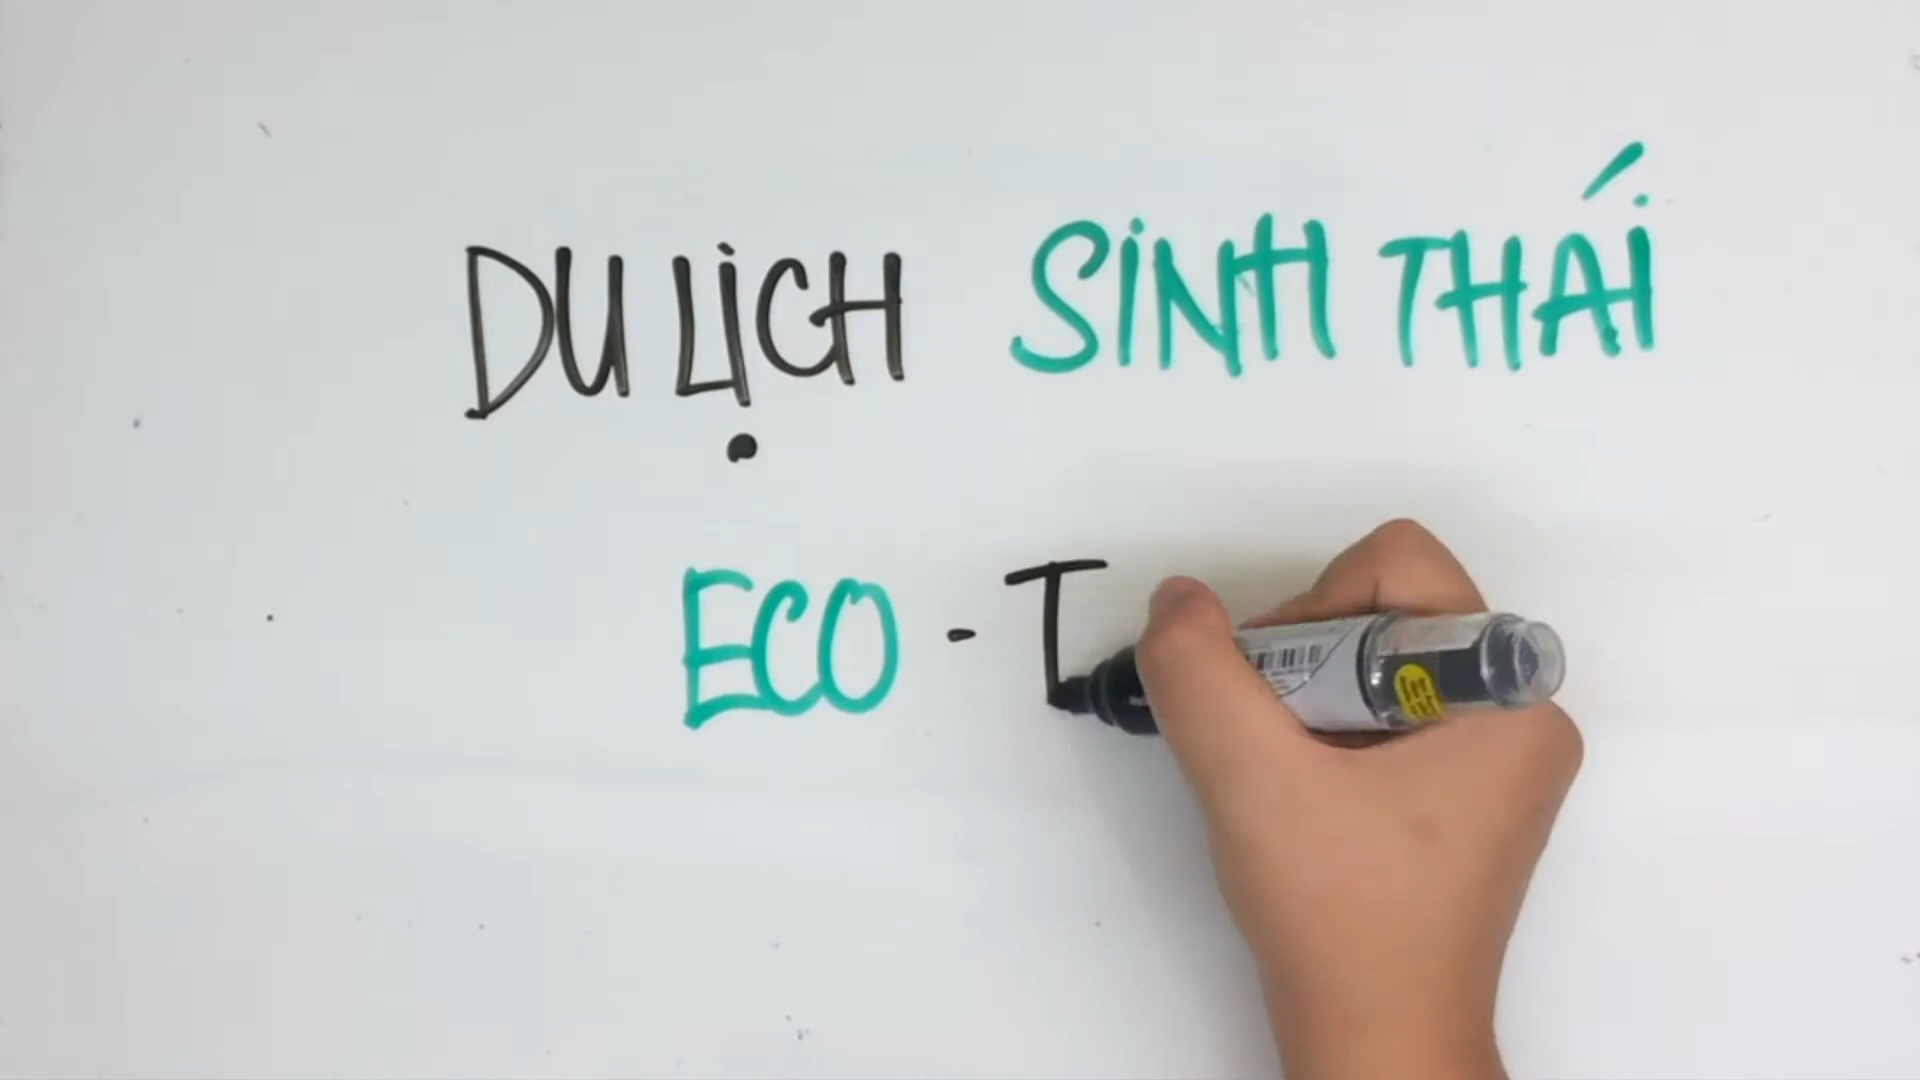 DU LỊCH SINH THÁI
ECO - T